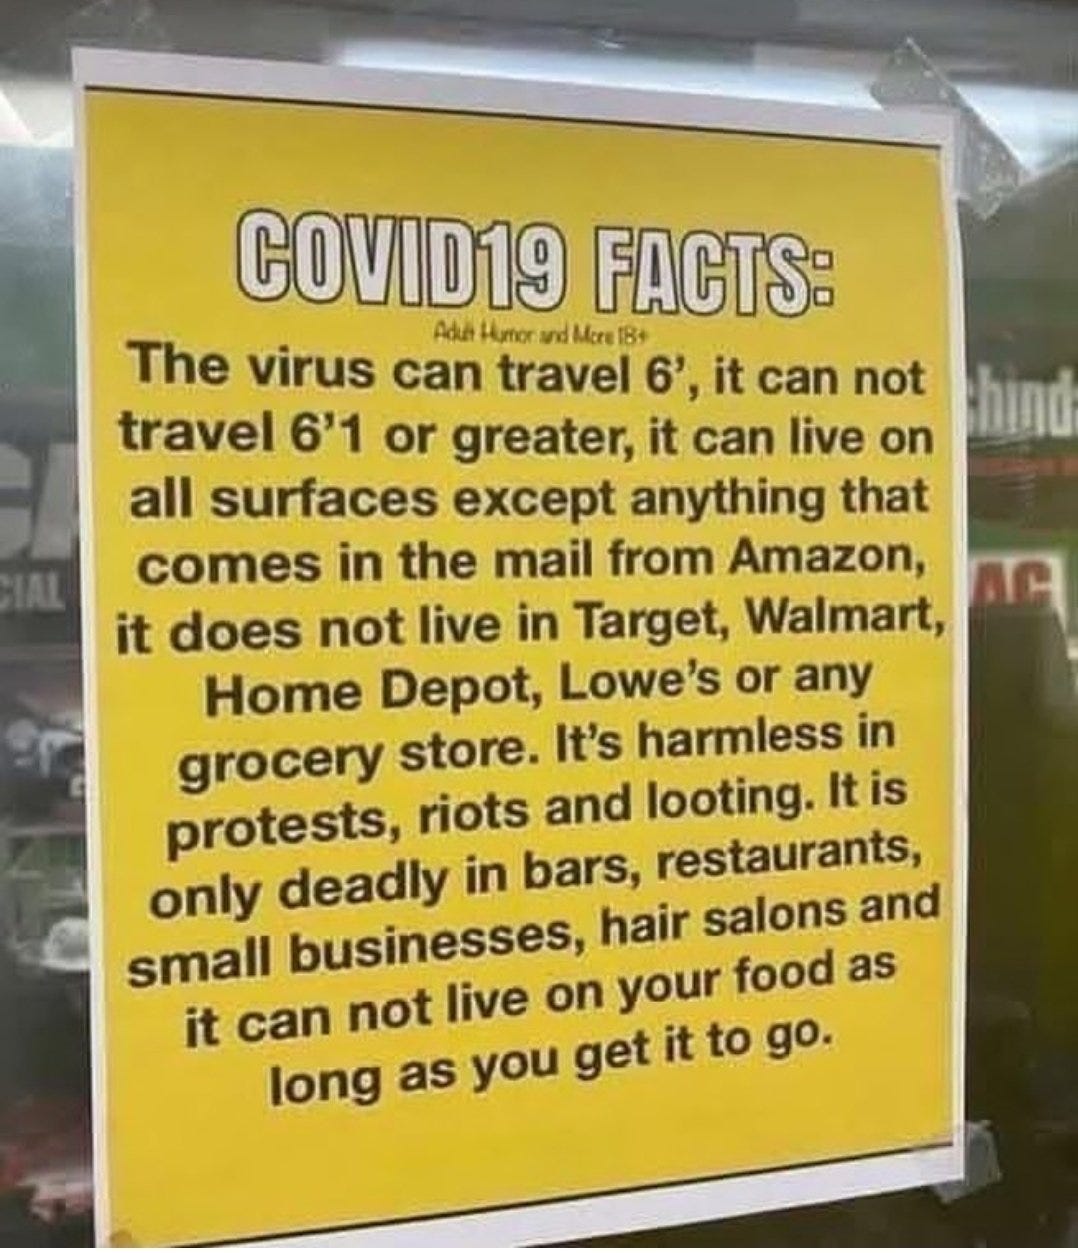 COVID19 FACTS:
Adult Humor and More 18+
The virus can travel 6', it can not
travel 6'1 or greater, it can live on
all surfaces except anything that
comes in the mail from Amazon,
it does not live in Target, Walmart,
Home Depot, Lowe's or any
grocery store. It's harmless in
protests, riots and looting. It is
only deadly in bars, restaurants,
small businesses, hair salons and
it can not live on your food as
long as you get it to go.
CIAL
AC